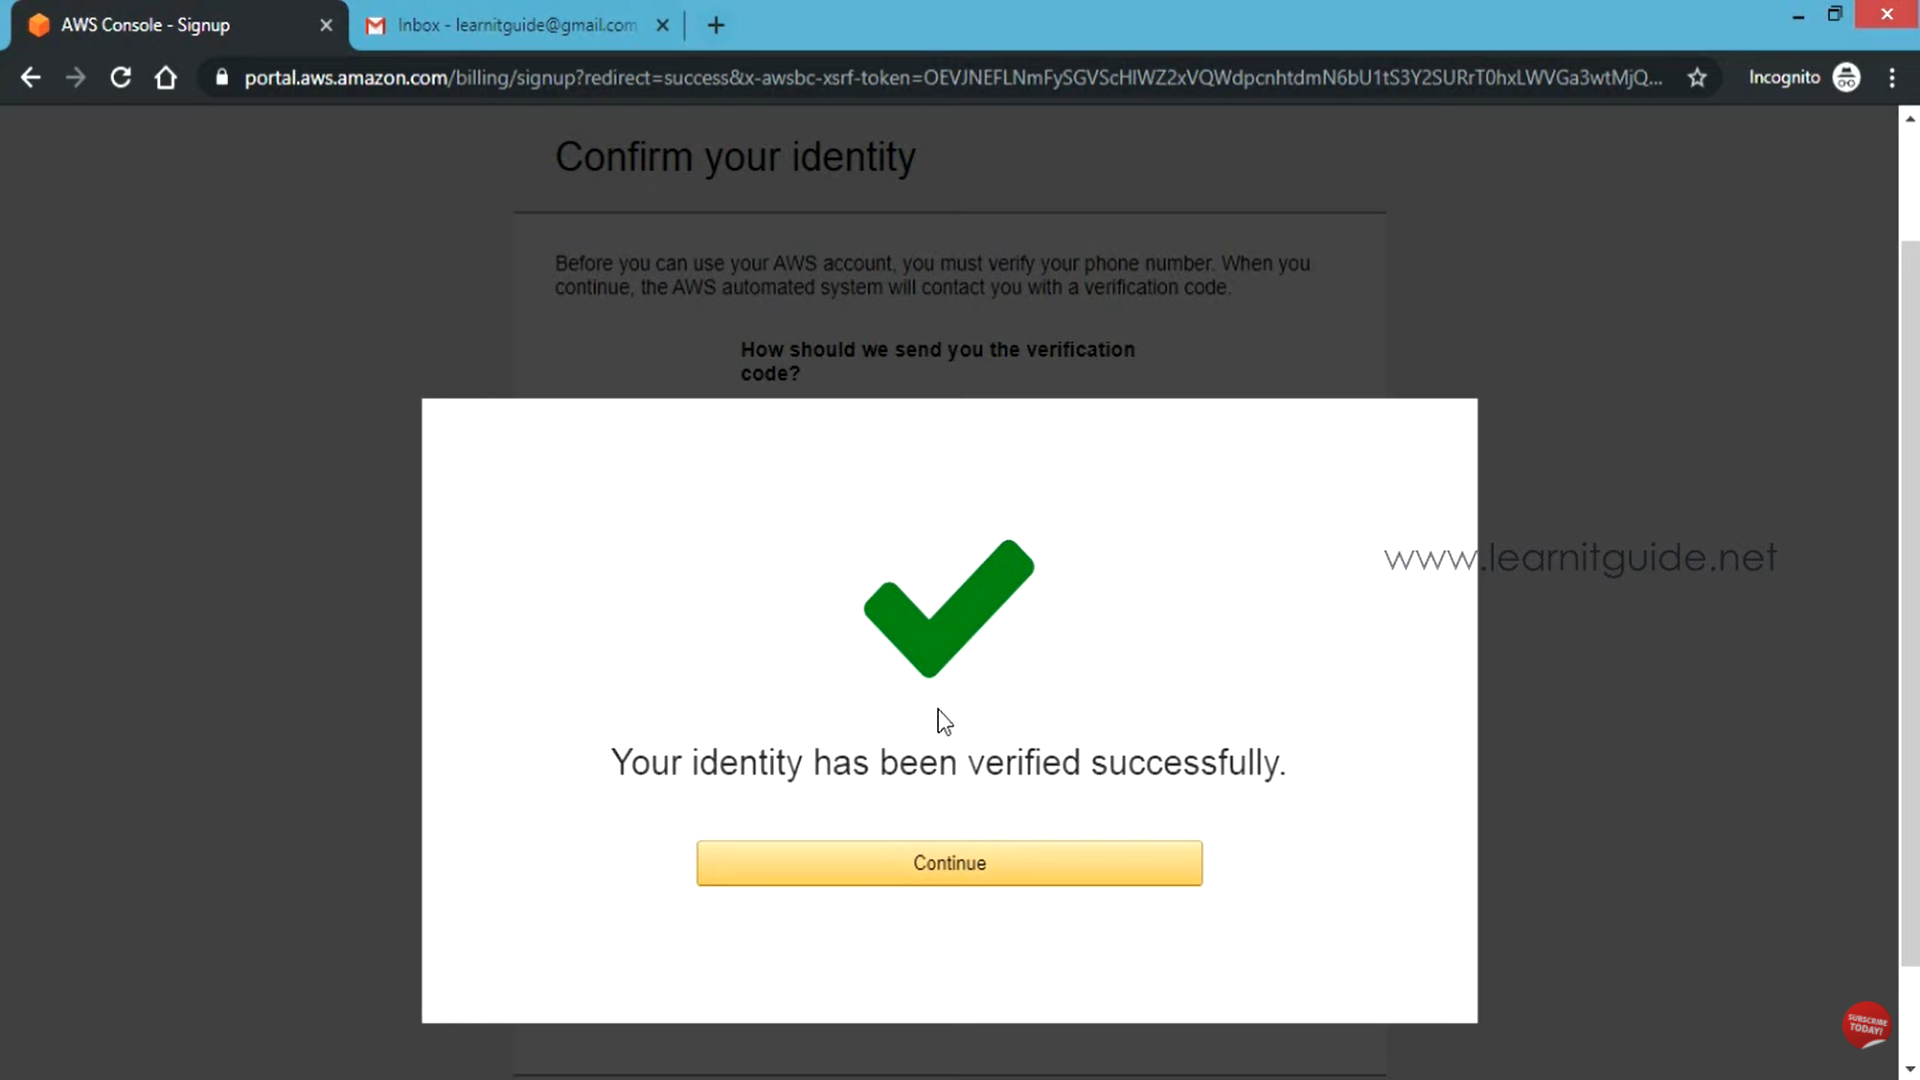 AWS Console - Signup
Inbox - learnitguide@gmail.com
portal.aws.amazon.com/billing/signup?redirect=success&x-awsbc-xsrf-token=OEVJNEFLNmFySGVScHlWZ2xVQWdpcnhtdmN6bU1tS3Y2SURrT0hxLWVGa3wtMjQ...
Incognito
Confirm your identity
Before you can use your AWS account, you must verify your phone number. When you
continue, the AWS automated system will contact you with a verification code.
How should we send you the verification
code?
www.learnitguide.net
Your identity has been verified successfully.
Continue
SUBSCRIBE
TODAY!